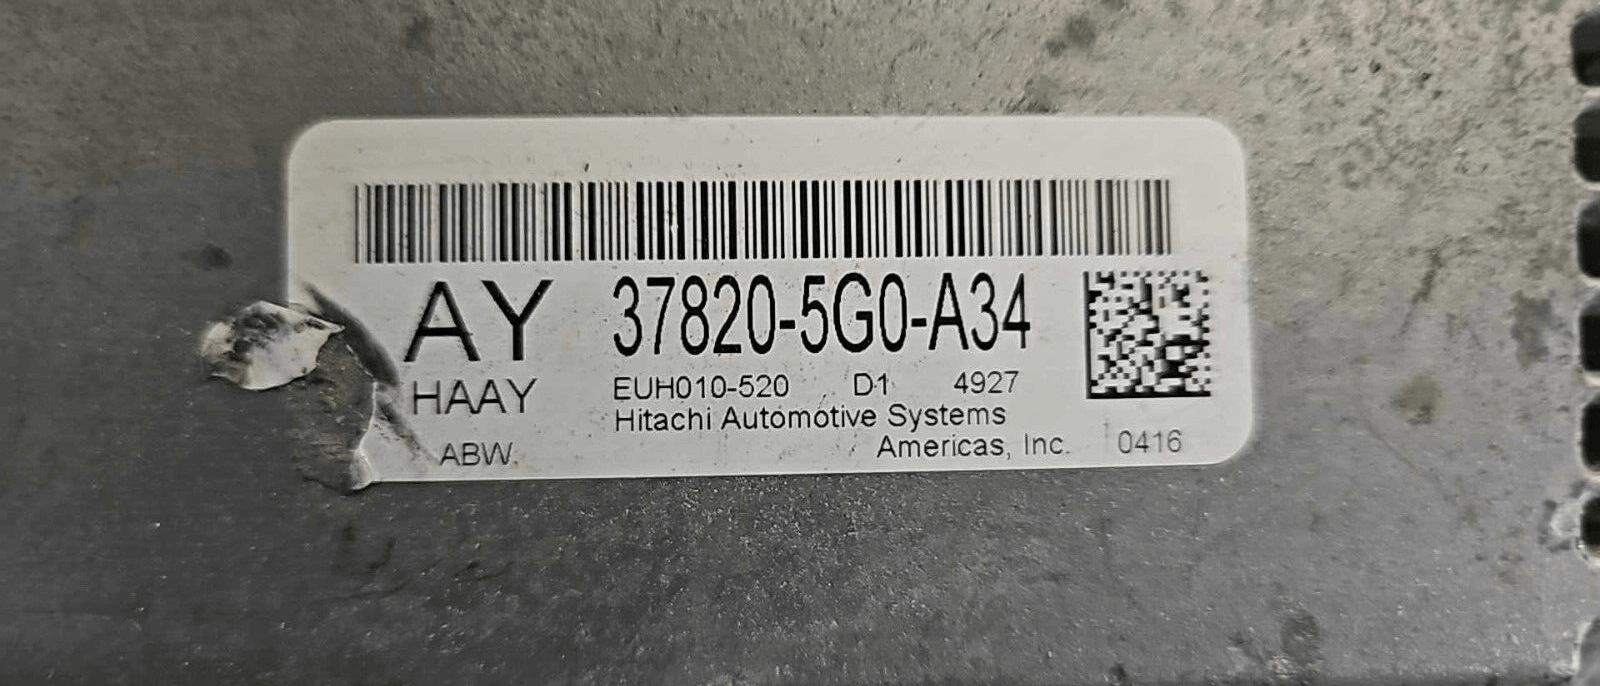 AY 37820-5G0-A34
HAAY EUH010-520 D1 4927
Hitachi Automotive Systems
ABW. Americas, Inc. 0416